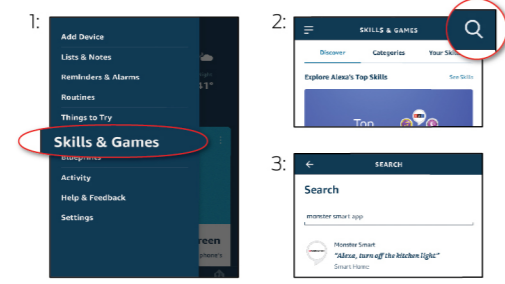 1:
Add Device
Lists & Notes
Reminders & Alarms
Routines
Things to Try
Skills & Games
Blueprints
Activity
Help & Feedback
Settings
41°
reen
phone's
2:
SKILLS & GAMES
Discover Categories Your Skills
Explore Alexa's Top Skills See Skills
Top
3:
SEARCH
Search
monster smart app
Monster Smart
"Alexa, turn off the kitchen light"
Smart Home